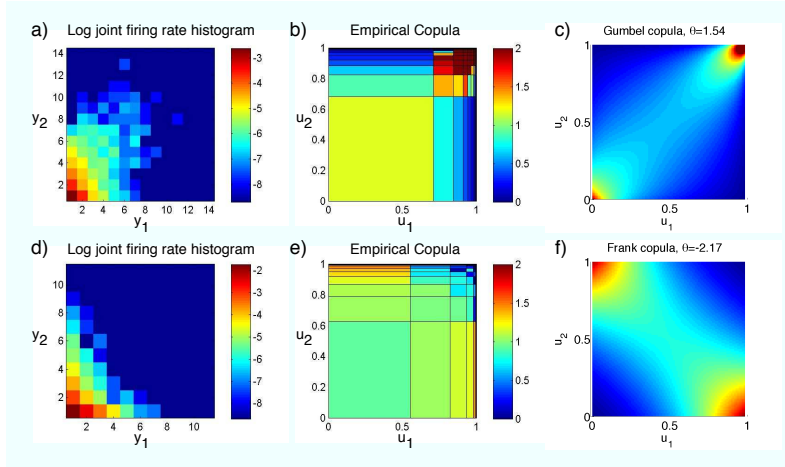 a) Log joint firing rate histogram
14
12
10
8
6
4
2
y2
2 4 6 8 10 12 14
y1
-3
-4
-5
-6
-7
-8
b) Empirical Copula
1
0.8
0.6
0.4
0.2
0
u2
0 0.5 1
u1
2
1.5
1
0.5
0
c) Gumbel copula, θ=1.54
1
0.5
0
u2
0 0.5 1
u1
d) Log joint firing rate histogram
10
8
6
4
2
y2
2 4 6 8 10
y1
-2
-3
-4
-5
-6
-7
-8
e) Empirical Copula
1
0.8
0.6
0.4
0.2
0
u2
0 0.5 1
u1
2
1.5
1
0.5
0
f) Frank copula, θ=-2.17
1
0.5
0
u2
0 0.5 1
u1